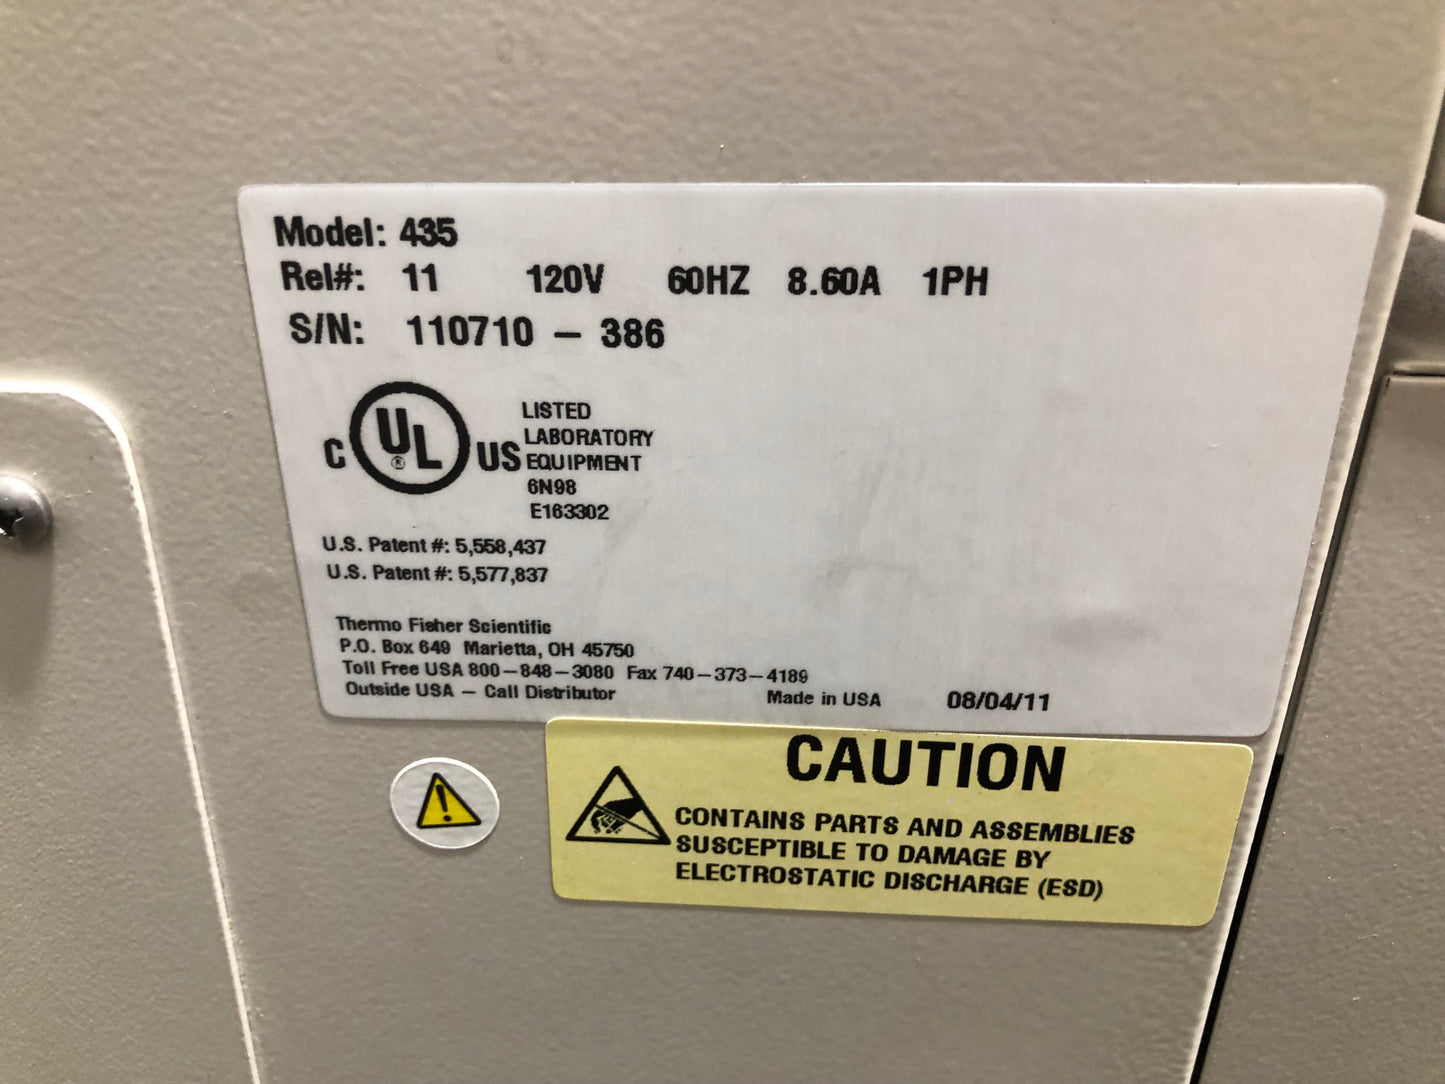 Model: 435
Rel#: 11 120V 60HZ 8.60A 1PH
S/N: 110710 - 386
C UL ® US
LISTED
LABORATORY
EQUIPMENT
6N98
E163302
U.S. Patent #: 5,558,437
U.S. Patent #: 5,577,837
Thermo Fisher Scientific
P.O. Box 649 Marietta, OH 45750
Toll Free USA 800-848-3080 Fax 740-373-4189
Outside USA - Call Distributor Made in USA 08/04/11
CAUTION
CONTAINS PARTS AND ASSEMBLIES
SUSCEPTIBLE TO DAMAGE BY
ELECTROSTATIC DISCHARGE (ESD)